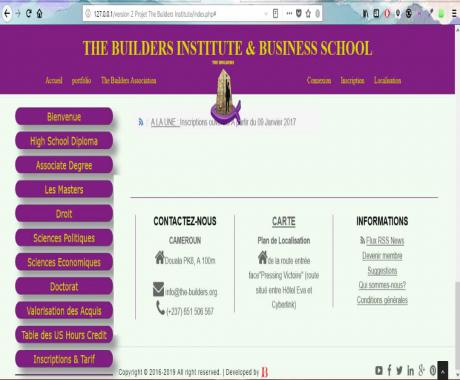 127.0.0.1/version 2 Projet The Builders Institute/index.php#
THE BUILDERS INSTITUTE & BUSINESS SCHOOL
Accueil portfolio The Builders Association
THE BUILDERS
Connexion Inscription Localisation
A LA UNE : Inscriptions partir du 09 Janvier 2017
Bienvenue
High School Diploma
Associate Degree
Les Masters
Droit
Sciences Politiques
Sciences Economiques
Doctorat
Valorisation des Acquis
Table des US Hours Credit
Inscriptions & Tarif
CONTACTEZ-NOUS
CAMEROUN
Douala PK8, A 100m
info@the-builders.org
(+237) 651 506 567
CARTE
Plan de Localisation
de la route entrée
face"Pressing Victoire" (route
situé entre Hôtel Eva et
Cyberlink)
INFORMATIONS
Flux RSS News
Devenir membre
Suggestions
Qui sommes-nous?
Conditions générales
Copyright © 2016-2019 All right reserved. | Developed by B